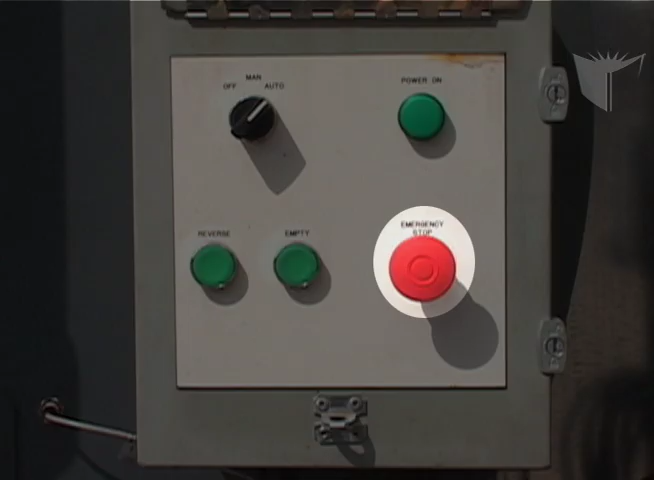 MAN
OFF AUTO
POWER ON
REVERSE
EMPTY
EMERGENCY
STOP